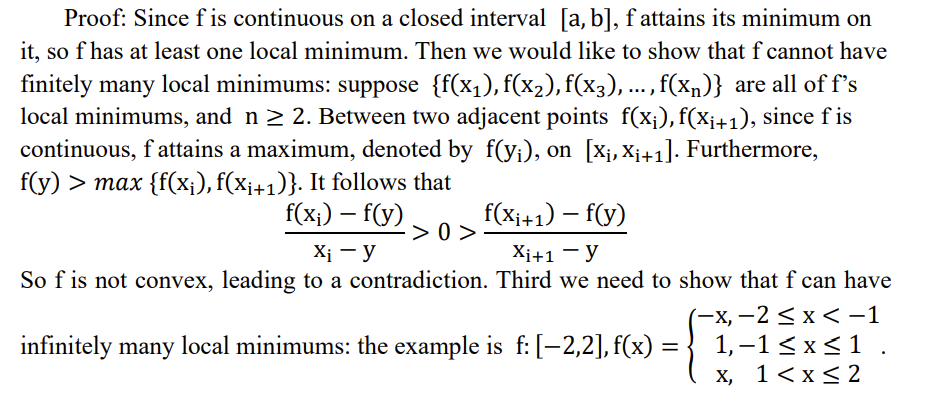 Proof: Since f is continuous on a closed interval [a, b], f attains its minimum on
it, so f has at least one local minimum. Then we would like to show that f cannot have
finitely many local minimums: suppose {f(x₁), f(x₂), f(x₃), … , f(xₙ)} are all of f’s
local minimums, and n ≥ 2. Between two adjacent points f(xᵢ), f(xᵢ₊₁), since f is
continuous, f attains a maximum, denoted by f(yᵢ), on [xᵢ, xᵢ₊₁]. Furthermore,
f(y) > max {f(xᵢ), f(xᵢ₊₁)}. It follows that
(f(xᵢ) − f(y))/(xᵢ − y) > 0 > (f(xᵢ₊₁) − f(y))/(xᵢ₊₁ − y)
So f is not convex, leading to a contradiction. Third we need to show that f can have
infinitely many local minimums: the example is f: [−2,2], f(x) = { −x, −2 ≤ x < −1
1, −1 ≤ x ≤ 1 .
x, 1 < x ≤ 2